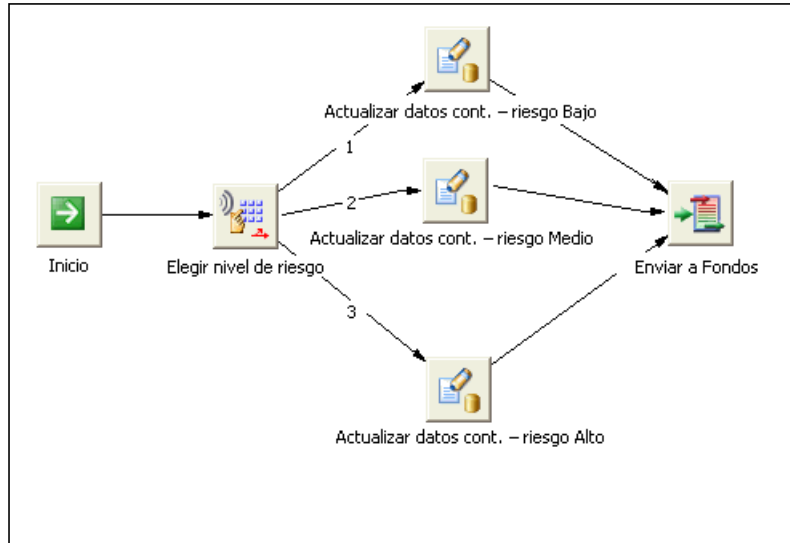 Actualizar datos cont. – riesgo Bajo
1
2
Inicio
Elegir nivel de riesgo
Actualizar datos cont. – riesgo Medio
Enviar a Fondos
3
Actualizar datos cont. – riesgo Alto